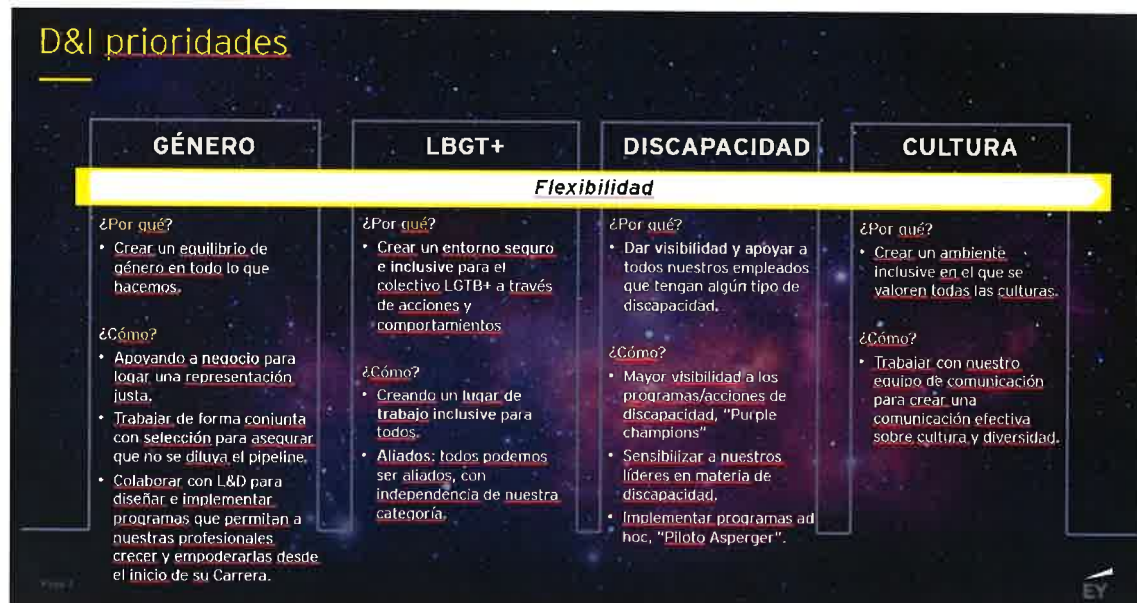 D&I prioridades
GÉNERO
LBGT+
DISCAPACIDAD
CULTURA
Flexibilidad
¿Por qué?
• Crear un equilibrio de
género en todo lo que
hacemos.
¿Cómo?
• Apoyando a negocio para
logar una representación
justa.
• Trabajar de forma conjunta
con selección para asegurar
que no se diluya el pipeline.
• Colaborar con L&D para
diseñar e implementar
programas que permitan a
nuestras profesionales
crecer y empoderarlas desde
el inicio de su Carrera.
¿Por qué?
• Crear un entorno seguro
e inclusive para el
colectivo LGTB+ a través
de acciones y
comportamientos
¿Cómo?
• Creando un lugar de
trabajo inclusive para
todos.
• Aliados: todos podemos
ser aliados, con
independencia de nuestra
categoría.
¿Por qué?
• Dar visibilidad y apoyar a
todos nuestros empleados
que tengan algún tipo de
discapacidad.
¿Cómo?
• Mayor visibilidad a los
programas/acciones de
discapacidad, "Purple
champions"
• Sensibilizar a nuestros
líderes en materia de
discapacidad.
• Implementar programas ad
hoc, "Piloto Asperger".
¿Por qué?
• Crear un ambiente
inclusive en el que se
valoren todas las culturas.
¿Cómo?
• Trabajar con nuestro
equipo de comunicación
para crear una
comunicación efectiva
sobre cultura y diversidad.
Page
EY